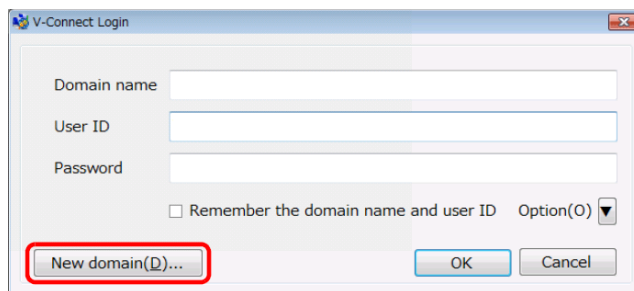 V-Connect Login
Domain name
User ID
Password
Remember the domain name and user ID Option(O) ▼
New domain(D)... OK Cancel